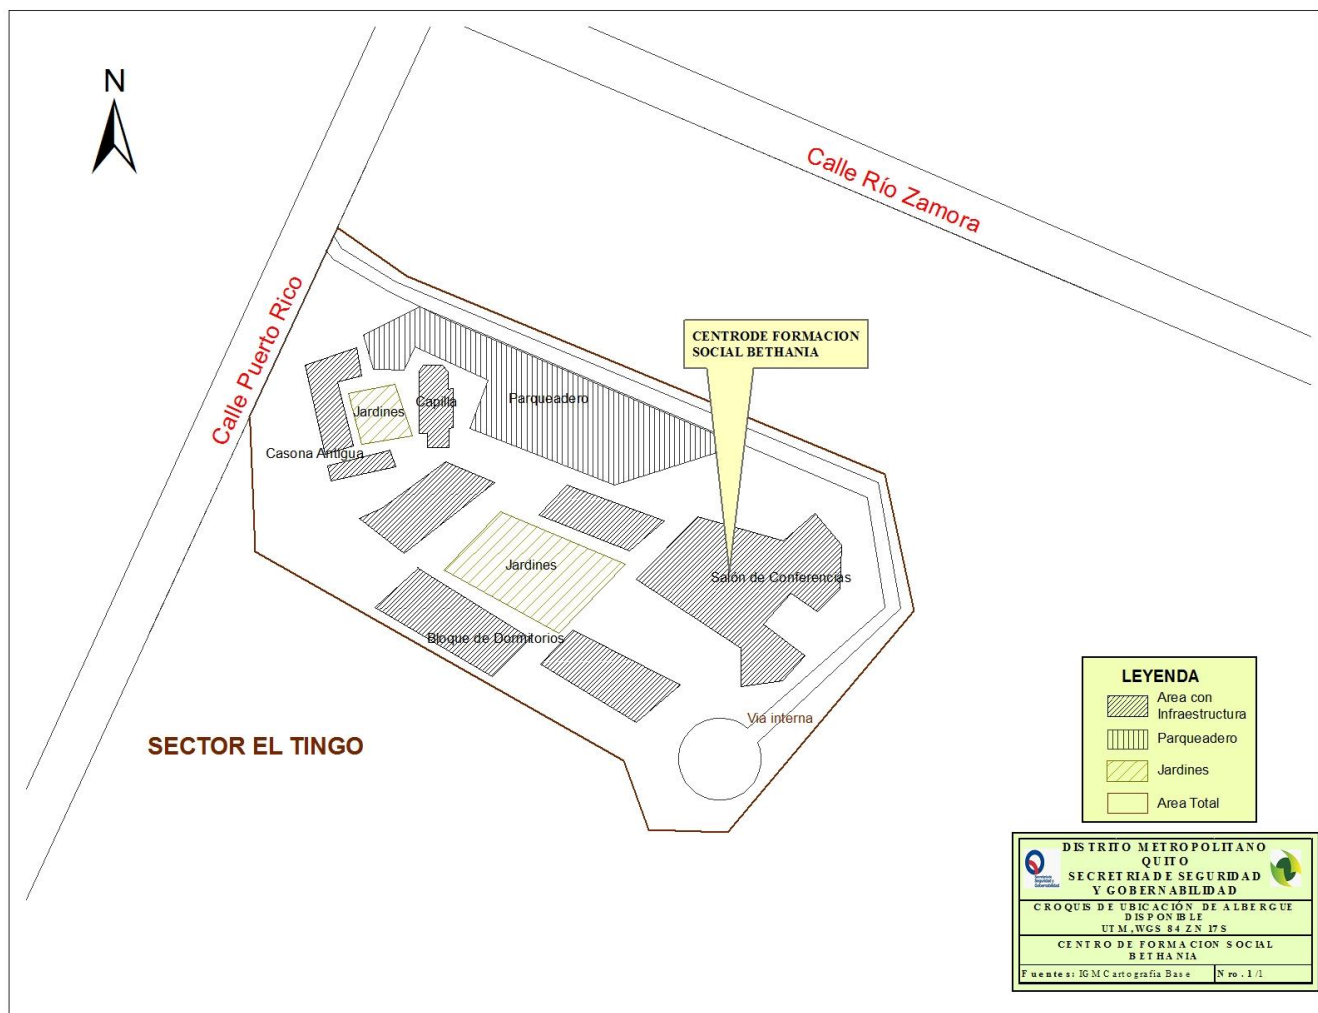 N
Calle Río Zamora
Calle Puerto Rico
CENTRODE FORMACION
SOCIAL BETHANIA
Parqueadero
Capilla
Jardines
Casona Antigua
Jardines
Salón de Conferencias
Bloque de Dormitorios
Via interna
SECTOR EL TINGO
LEYENDA
Area con
Infraestructura
Parqueadero
Jardines
Area Total
DISTRITO METROPOLITANO
QUITO
SECRETRIA DE SEGURIDAD
Y GOBERNABILIDAD
CROQUIS DE UBICACIÓN DE ALBERGUE
DISPONIBLE
UTM, WGS 84 ZN 17S
CENTRO DE FORMACION SOCIAL
BETHANIA
Fuentes: IGM Cartografia Base
Nro. 1/1